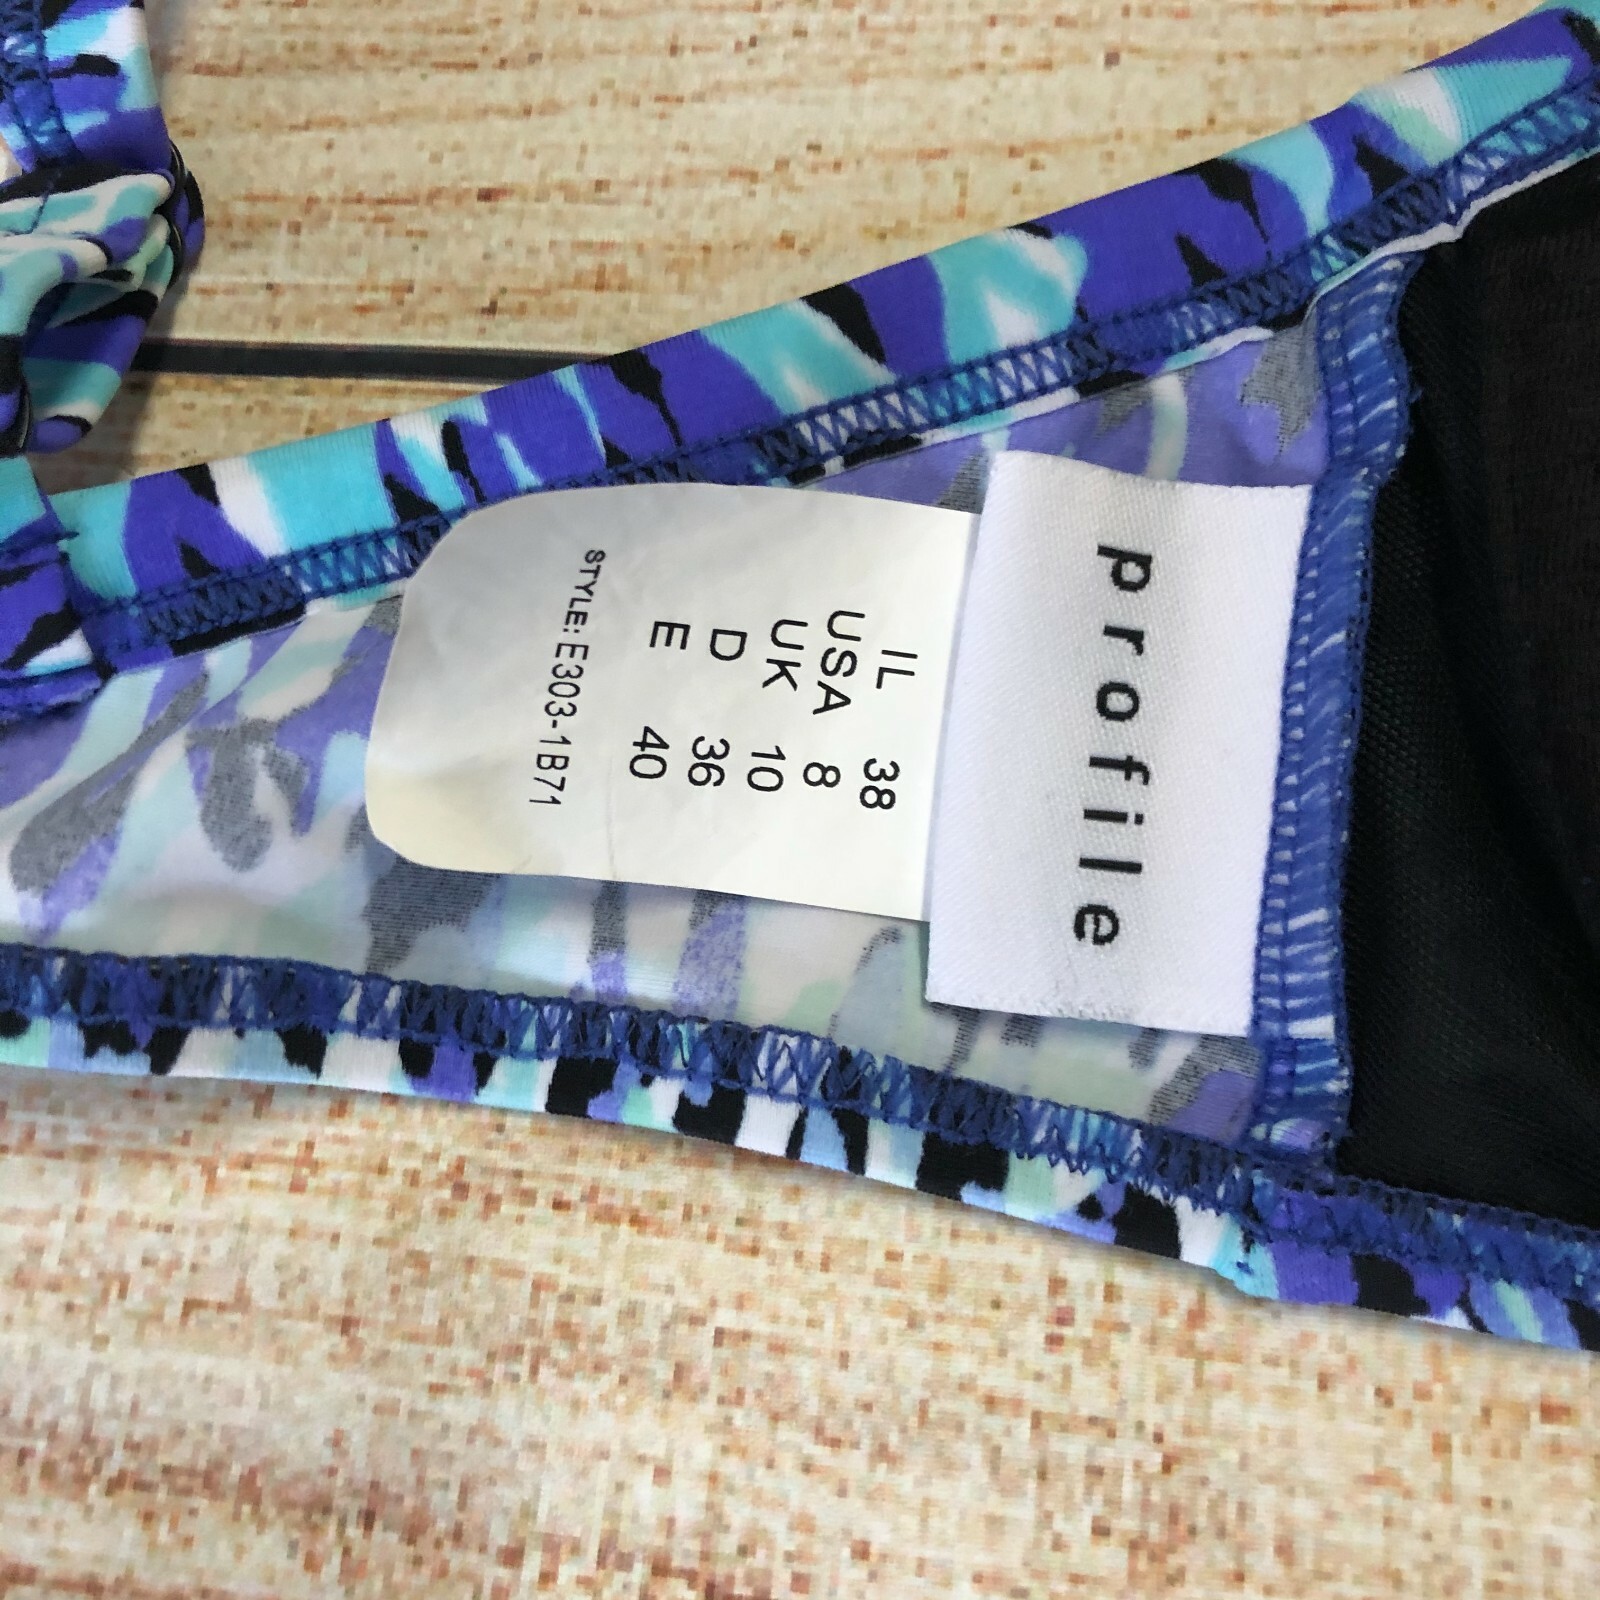 profile
IL 38
USA 8
UK 10
D 36
E 40
STYLE: E303-1B71